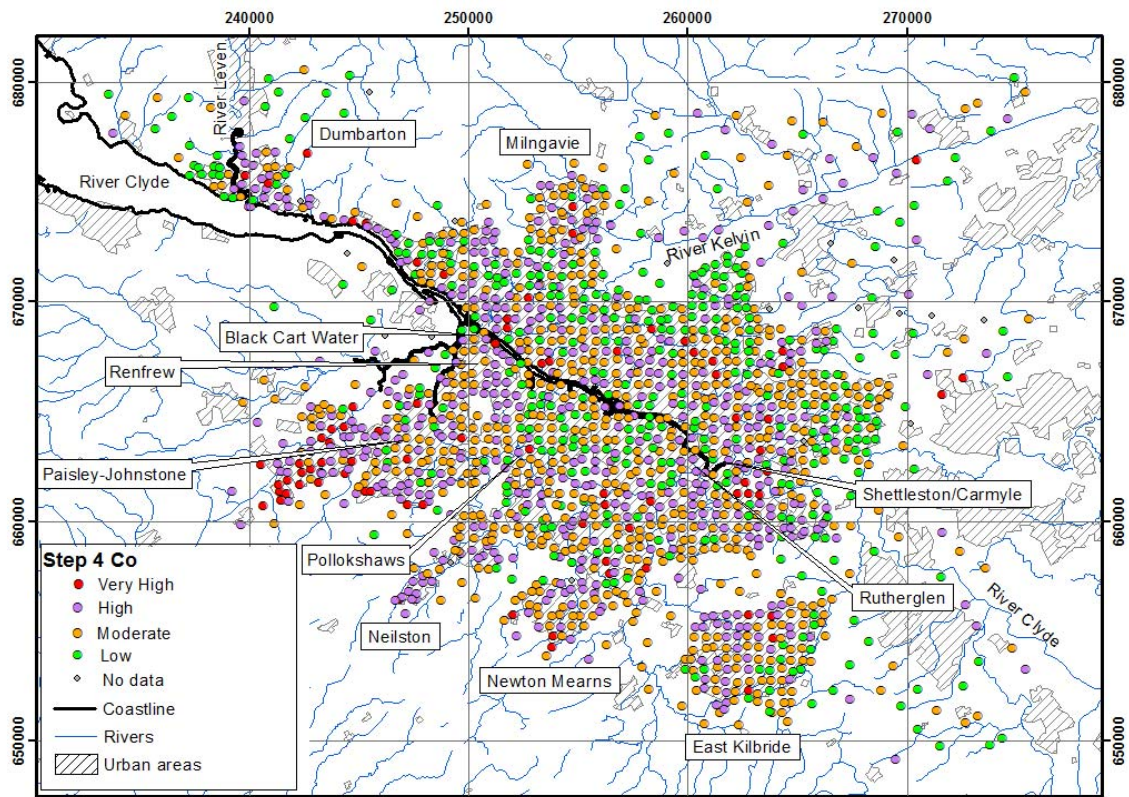 240000 250000 260000 270000
680000 680000
River Leven
Dumbarton
Milngavie
River Clyde
River Kelvin
670000 670000
Black Cart Water
Renfrew
Paisley-Johnstone
Shettleston/Carmyle
660000 660000
Pollokshaws
Rutherglen
River Clyde
Neilston
Newton Mearns
East Kilbride
650000 650000
Step 4 Co
Very High
High
Moderate
Low
No data
Coastline
Rivers
Urban areas